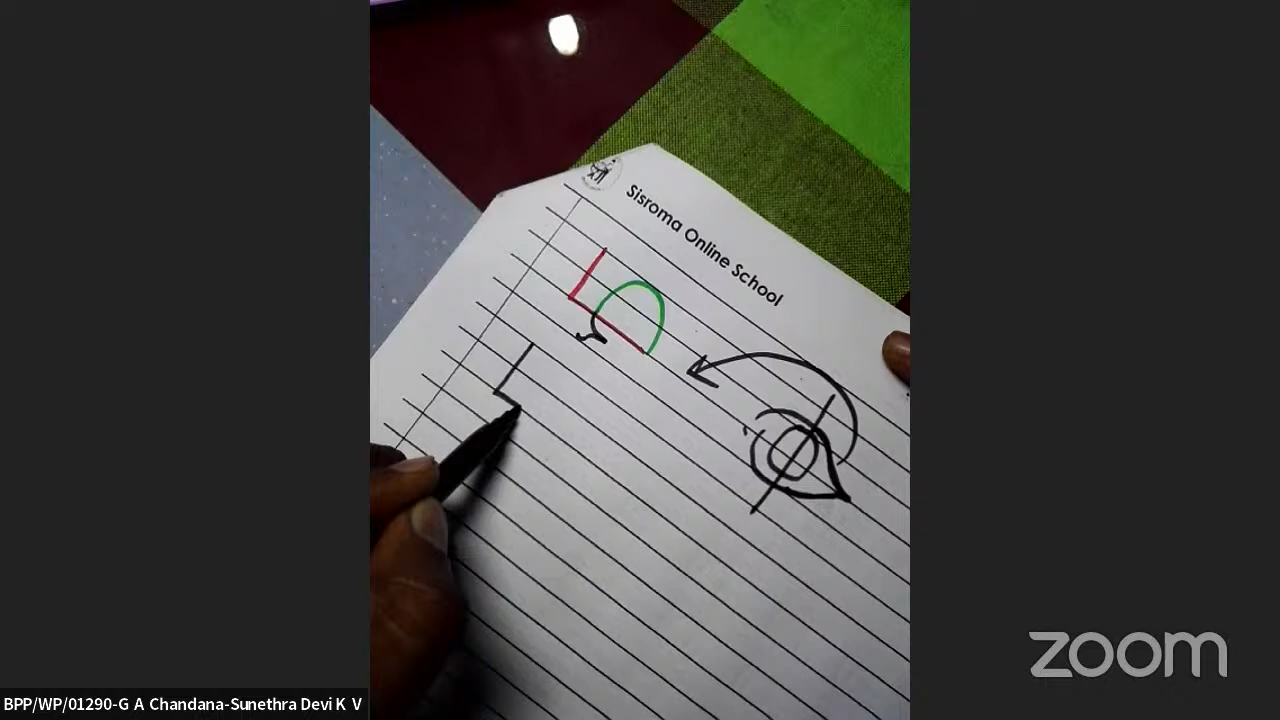 Sisroma Online School
zoom
BPP/WP/01290-G A Chandana-Sunethra Devi K V